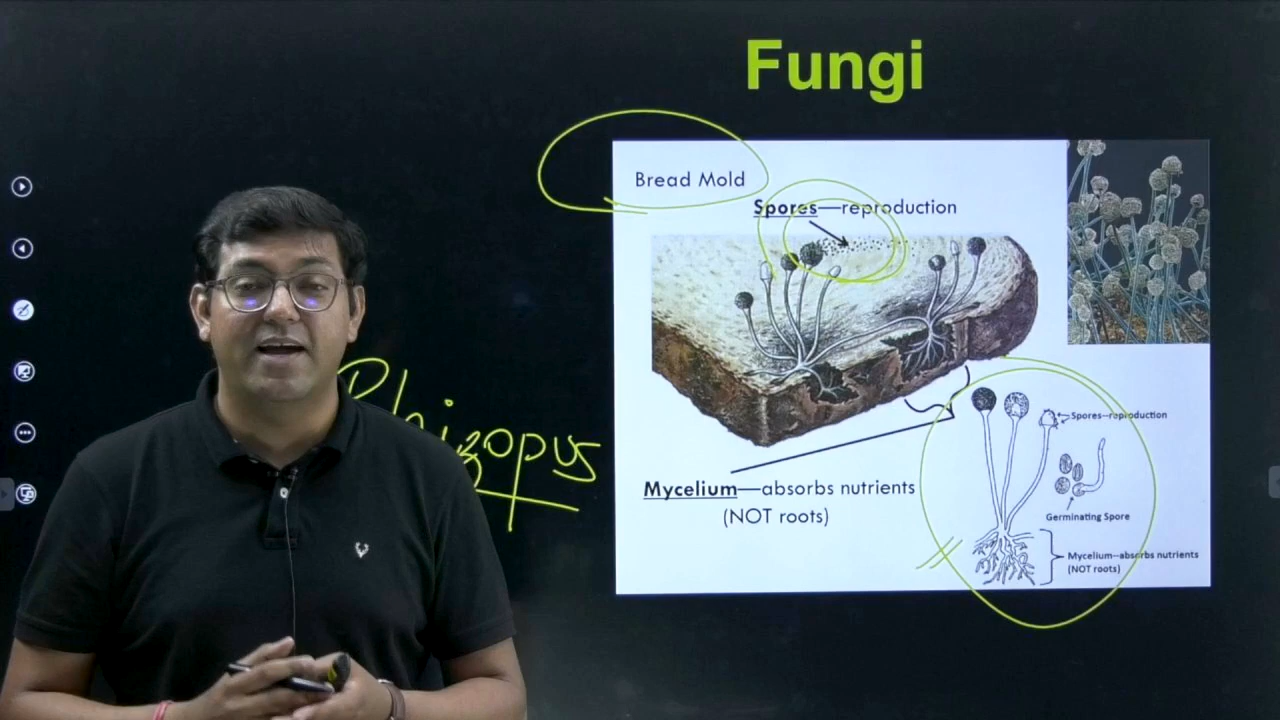 Fungi
Bread Mold
Spores—reproduction
Rhizopus
Spores--reproduction
Germinating Spore
Mycelium—absorbs nutrients
(NOT roots)
Mycelium--absorbs nutrients
(NOT roots)